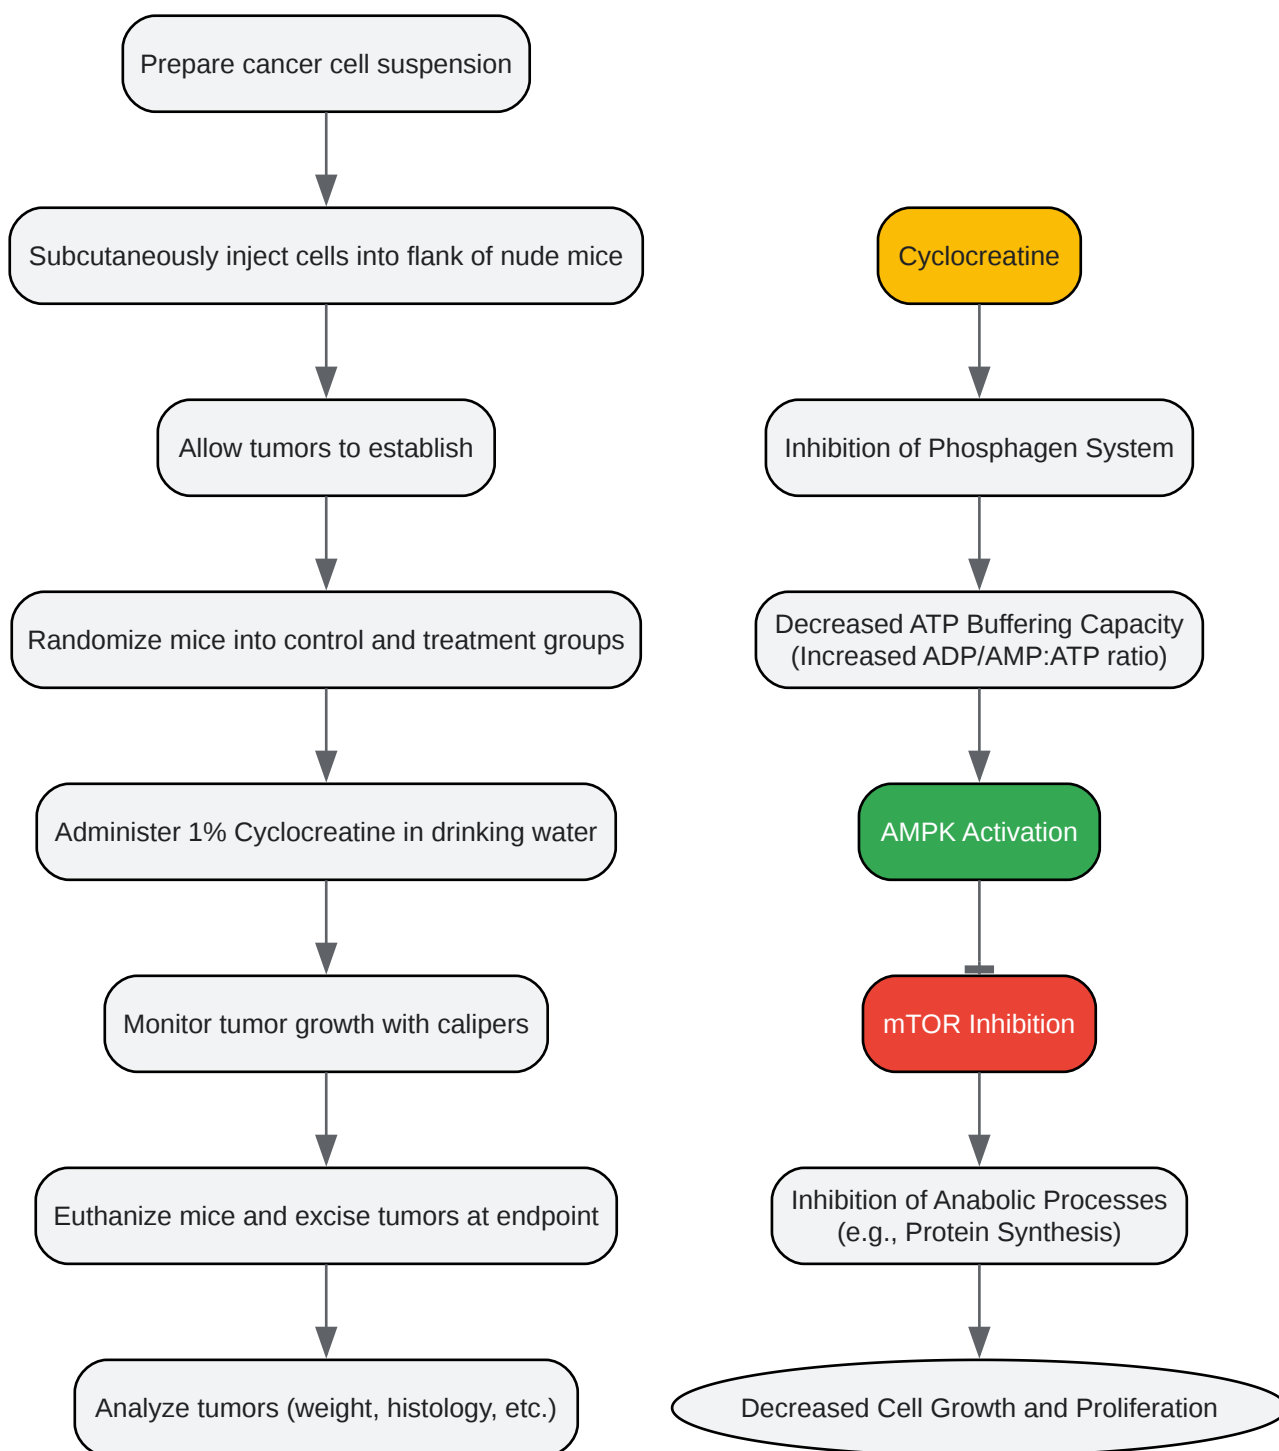 Prepare cancer cell suspension
Subcutaneously inject cells into flank of nude mice
Allow tumors to establish
Randomize mice into control and treatment groups
Administer 1% Cyclocreatine in drinking water
Monitor tumor growth with calipers
Euthanize mice and excise tumors at endpoint
Analyze tumors (weight, histology, etc.)
Cyclocreatine
Inhibition of Phosphagen System
Decreased ATP Buffering Capacity
(Increased ADP/AMP:ATP ratio)
AMPK Activation
mTOR Inhibition
Inhibition of Anabolic Processes
(e.g., Protein Synthesis)
Decreased Cell Growth and Proliferation